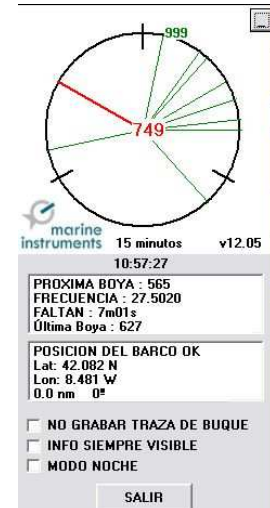 999
749
marine
instruments 15 minutos v12.05
10:57:27
PROXIMA BOYA : 565
FRECUENCIA : 27.5020
FALTAN : 7m01s
Última Boya : 627
POSICION DEL BARCO OK
Lat: 42.082 N
Lon: 8.481 W
0.0 nm 0º
NO GRABAR TRAZA DE BUQUE
INFO SIEMPRE VISIBLE
MODO NOCHE
SALIR